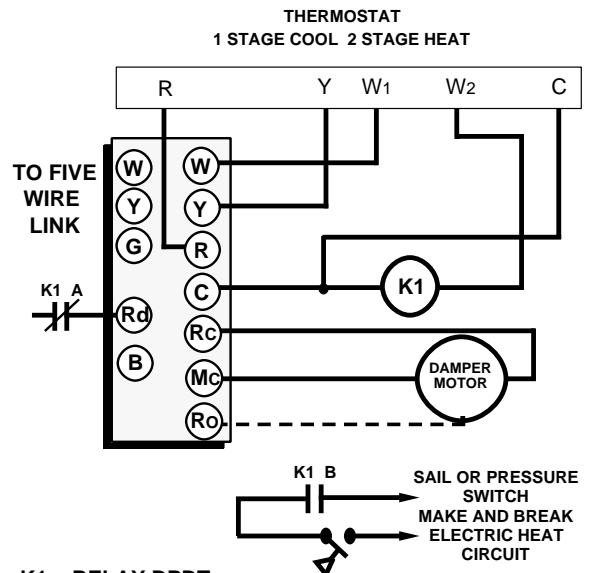 THERMOSTAT
1 STAGE COOL 2 STAGE HEAT
R Y W1 W2 C
TO FIVE
WIRE
LINK
W W
Y Y
G R
C
K1 A
Rd
Rc
B
Mc
Ro
K1
DAMPER
MOTOR
K1 B
SAIL OR PRESSURE
SWITCH
MAKE AND BREAK
ELECTRIC HEAT
CIRCUIT